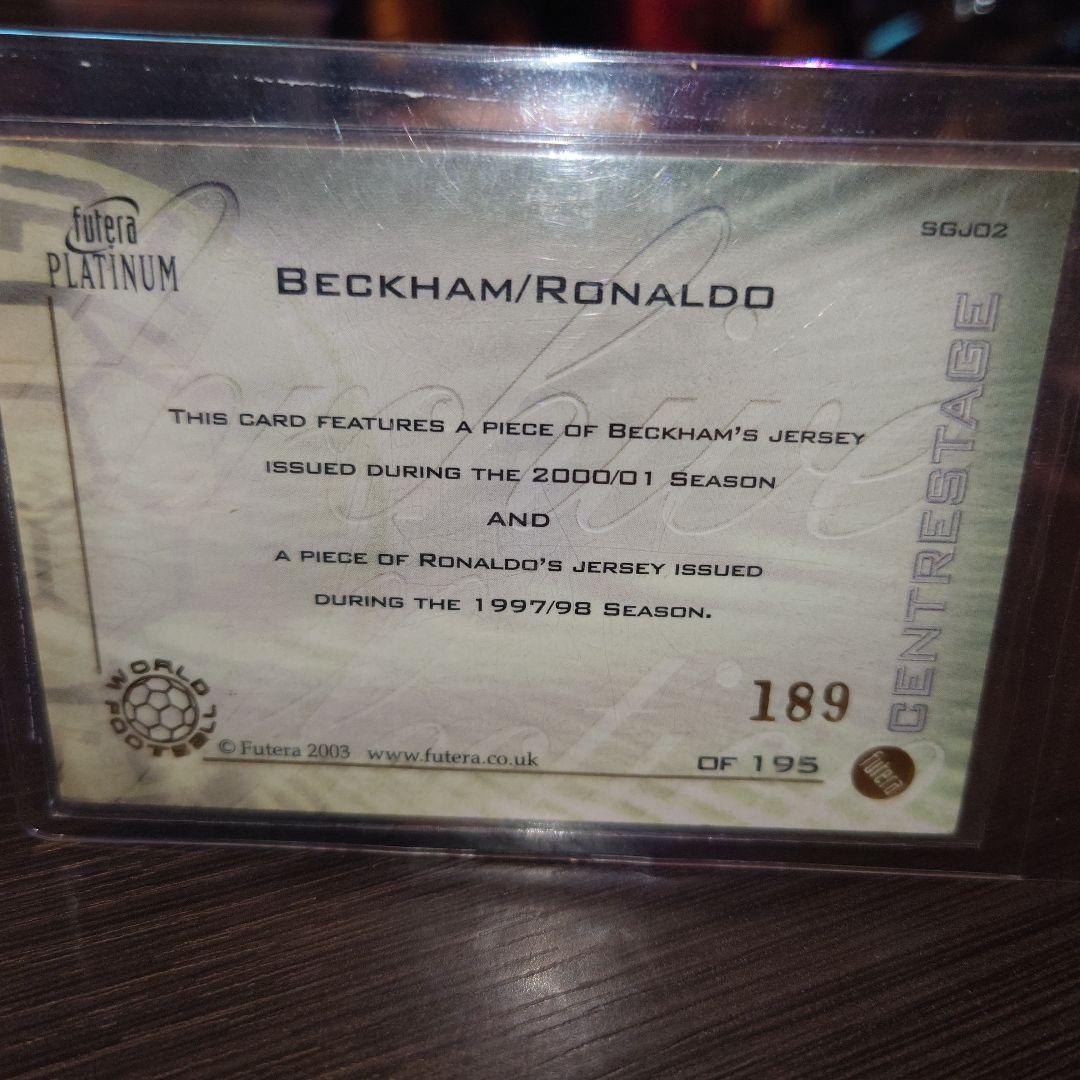 futera
PLATINUM
SGJ02
BECKHAM/RONALDO
THIS CARD FEATURES A PIECE OF BECKHAM'S JERSEY
ISSUED DURING THE 2000/01 SEASON
AND
A PIECE OF RONALDO'S JERSEY ISSUED
DURING THE 1997/98 SEASON.
CENTRESTAGE
WORLD
FOOTBALL
189
© Futera 2003 www.futera.co.uk
OF 195
futera